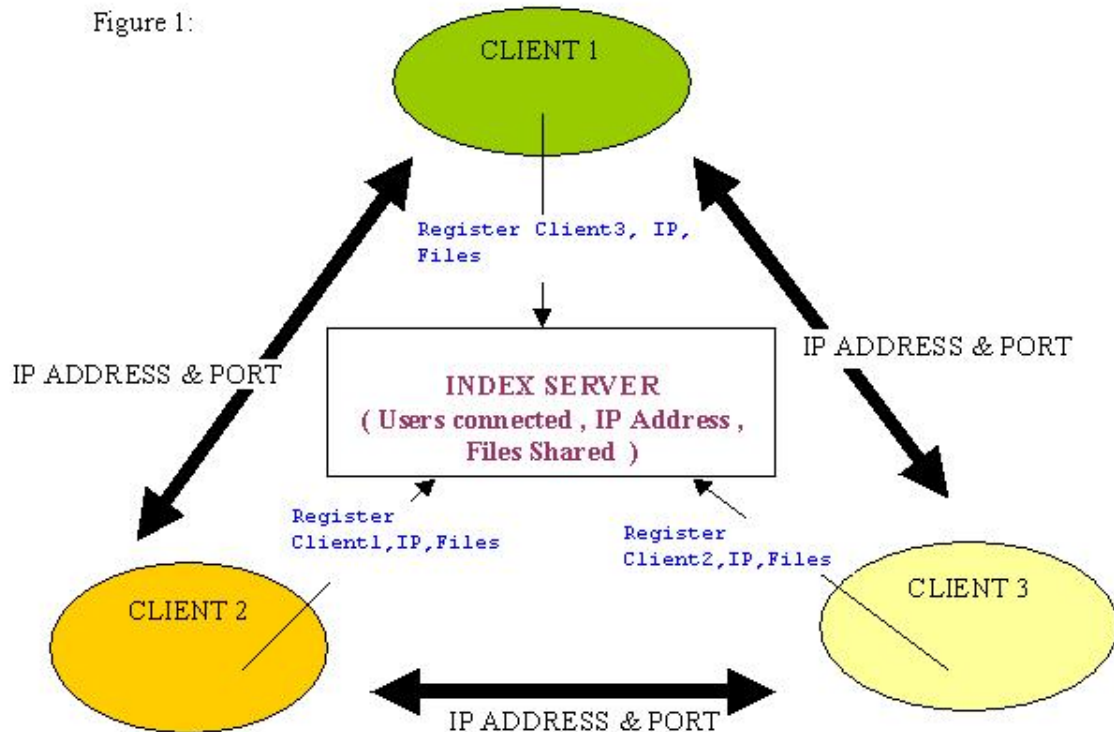 Figure 1:
CLIENT 1
Register Client3, IP,
Files
IP ADDRESS & PORT
IP ADDRESS & PORT
INDEX SERVER
( Users connected , IP Address ,
Files Shared )
Register
Client1,IP,Files
Register
Client2,IP,Files
CLIENT 2
CLIENT 3
IP ADDRESS & PORT